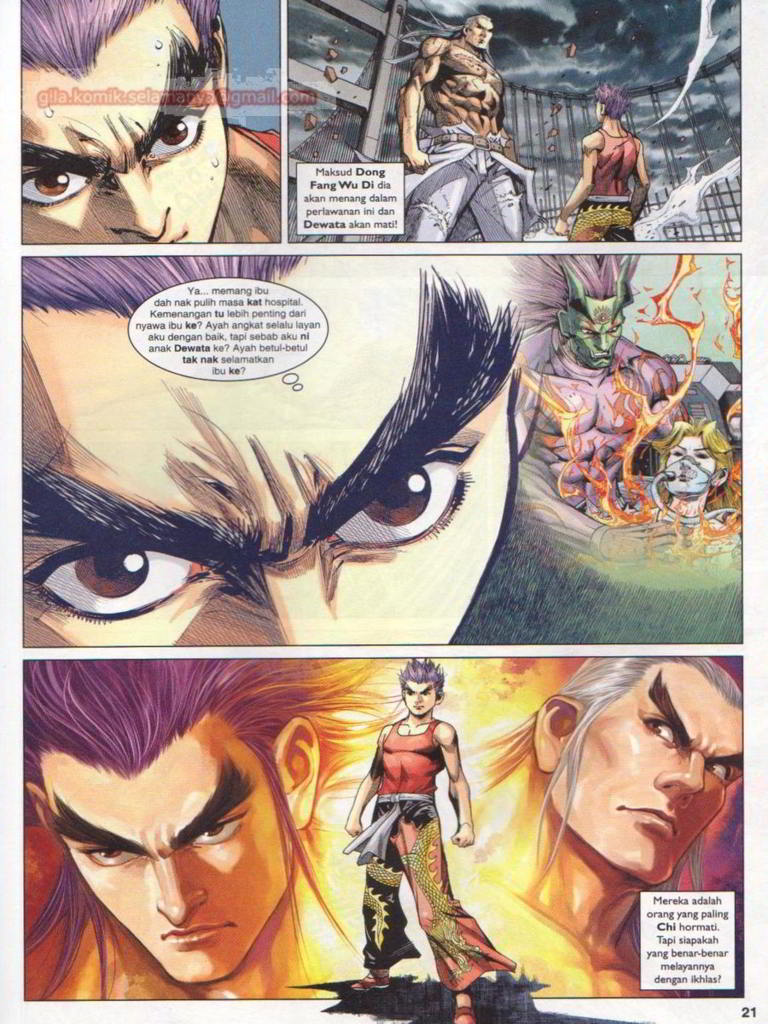 gila.komik.selamanya@gmail.com
Maksud Dong
Fang Wu Di dia
akan menang dalam
perlawanan ini dan
Dewata akan mati!
Ya... memang ibu
dah nak pulih masa kat hospital.
Kemenangan tu lebih penting dari
nyawa ibu ke? Ayah angkat selalu layan
aku dengan baik, tapi sebab aku ni
anak Dewata ke? Ayah betul-betul
tak nak selamatkan
ibu ke?
Mereka adalah
orang yang paling
Chi hormati.
Tapi siapakah
yang benar-benar
melayannya
dengan ikhlas?
21